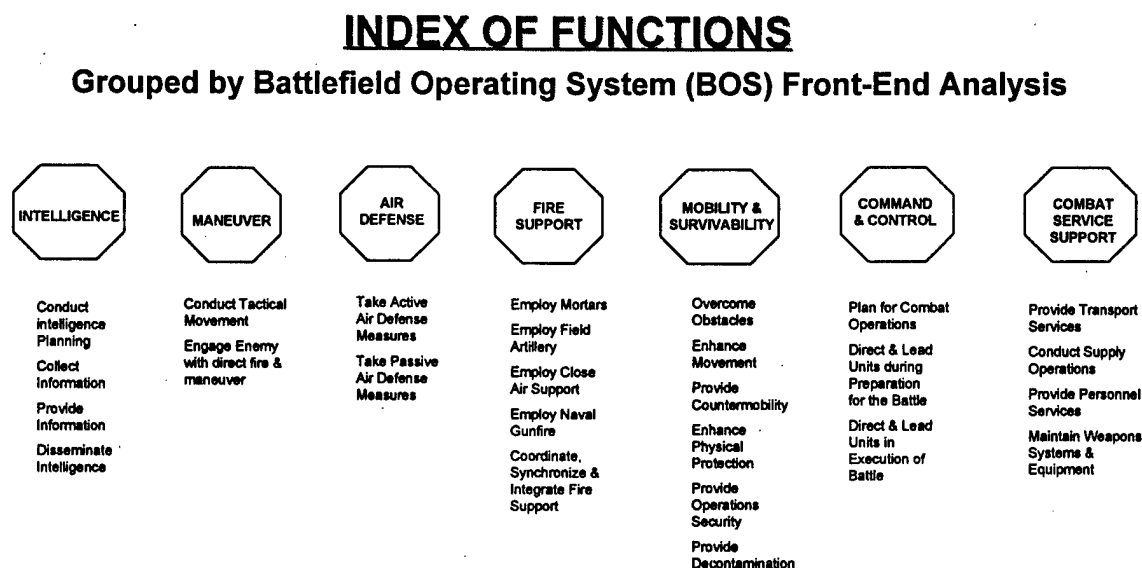 INDEX OF FUNCTIONS
Grouped by Battlefield Operating System (BOS) Front-End Analysis
INTELLIGENCE
Conduct
intelligence
Planning
Collect
Information
Provide
Information
Disseminate
Intelligence
MANEUVER
Conduct Tactical
Movement
Engage Enemy
with direct fire &
maneuver
AIR
DEFENSE
Take Active
Air Defense
Measures
Take Passive
Air Defense
Measures
FIRE
SUPPORT
Employ Mortars
Employ Field
Artillery
Employ Close
Air Support
Employ Naval
Gunfire
Coordinate,
Synchronize &
Integrate Fire
Support
MOBILITY &
SURVIVABILITY
Overcome
Obstacles
Enhance
Movement
Provide
Countermobility
Enhance
Physical
Protection
Provide
Operations
Security
Provide
Decontamination
COMMAND
& CONTROL
Plan for Combat
Operations
Direct & Lead
Units during
Preparation
for the Battle
Direct & Lead
Units in
Execution of
Battle
COMBAT
SERVICE
SUPPORT
Provide Transport
Services
Conduct Supply
Operations
Provide Personnel
Services
Maintain Weapons
Systems &
Equipment